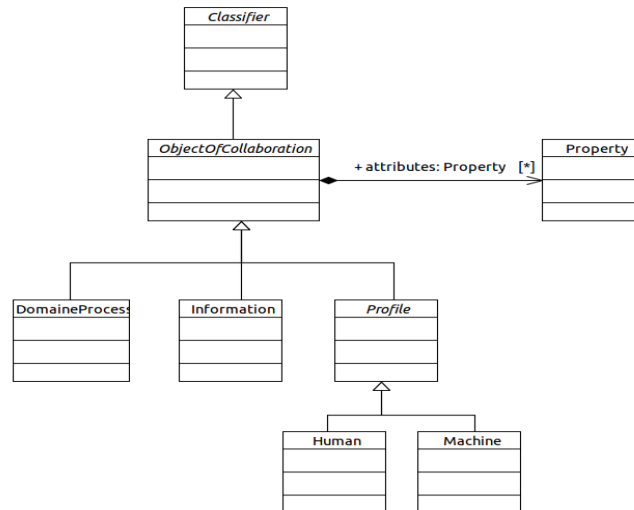 Classifier
ObjectOfCollaboration
+ attributes: Property [*]
Property
DomaineProcess
Information
Profile
Human
Machine